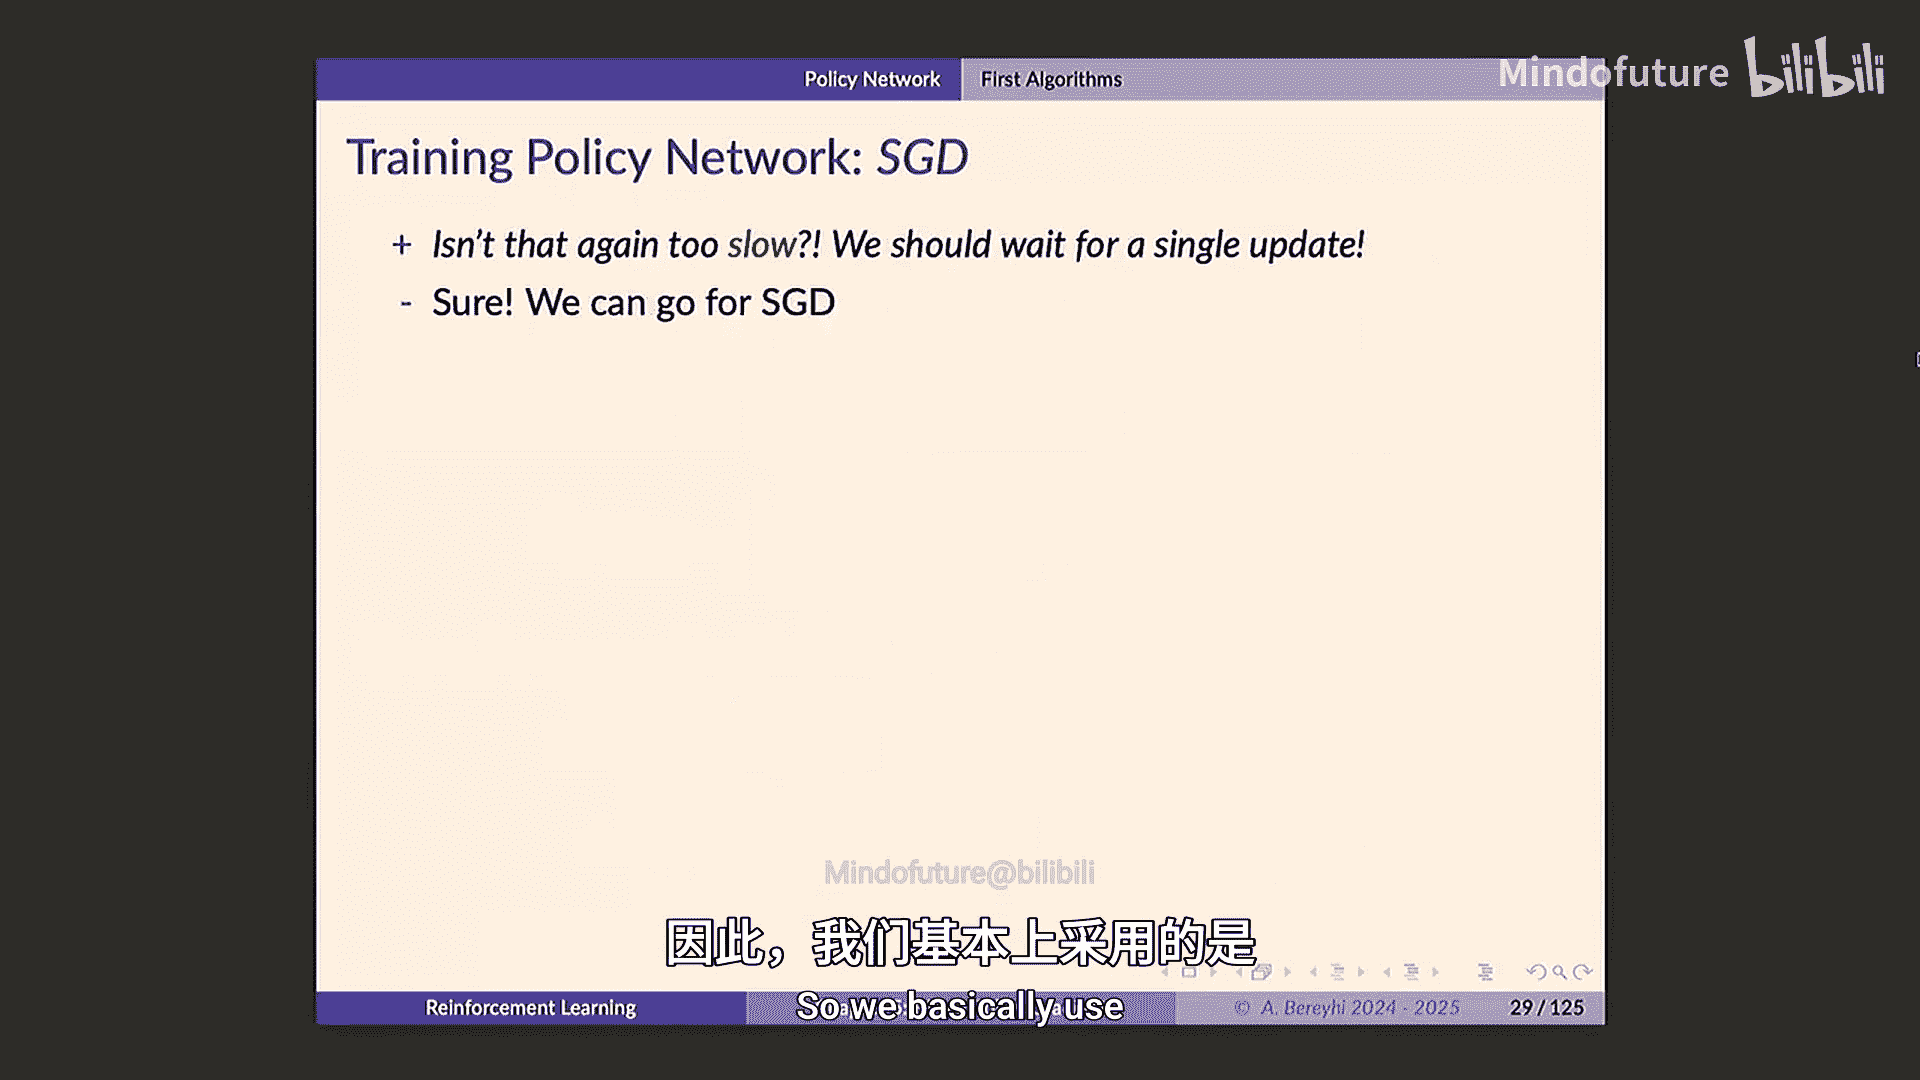 Policy Network
First Algorithms
Mindofuture bilibili
Training Policy Network: SGD
+ Isn't that again too slow?! We should wait for a single update!
- Sure! We can go for SGD
Mindofuture@bilibili
因此，我们基本上采用的是
So we basically use
Reinforcement Learning
© A. Bereyhi 2024 - 2025
29 / 125